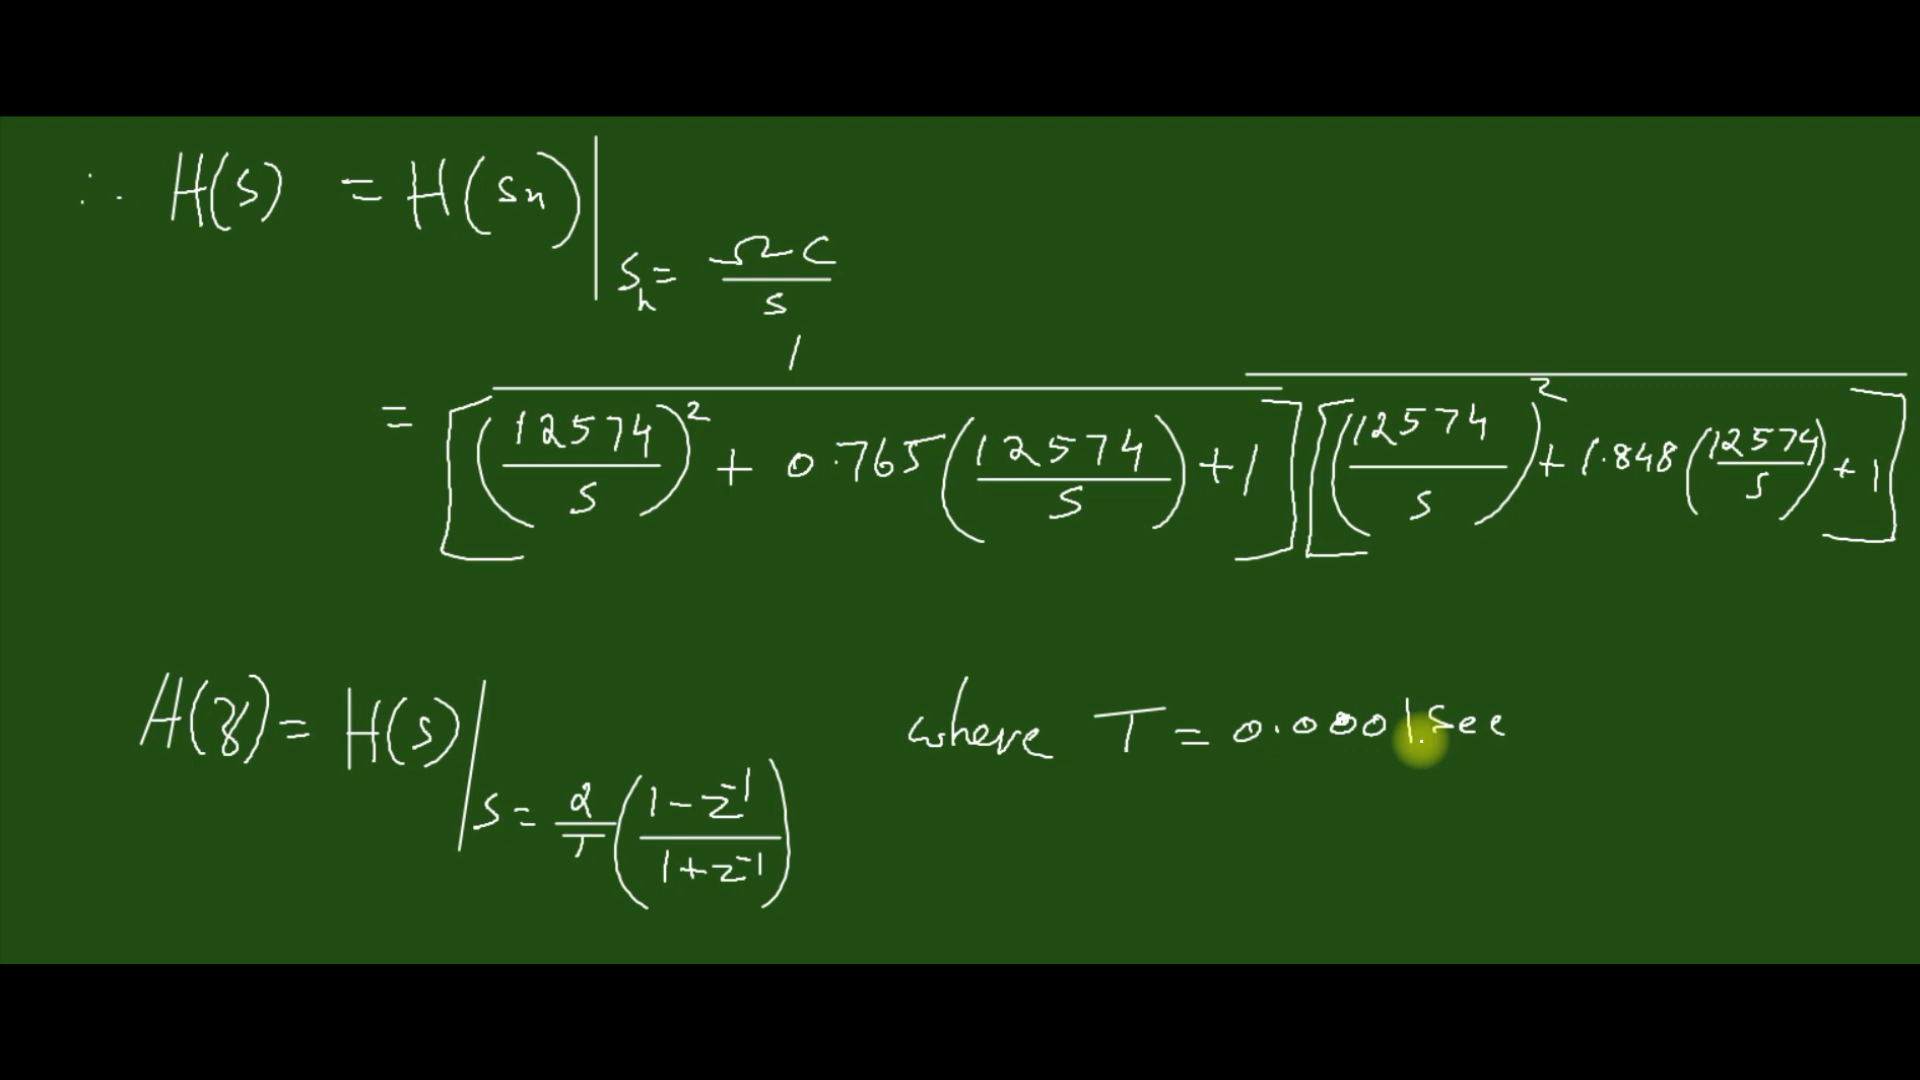 ∴ H(s) = H(sn) |
Sn = Ωc / s
1
= [(12574/s)² + 0.765(12574/s) + 1] [(12574/s)² + 1.848(12574/s) + 1]
H(z) = H(s) | where T = 0.0001 sec
S = 2/T (1 - z⁻¹ / 1 + z⁻¹)